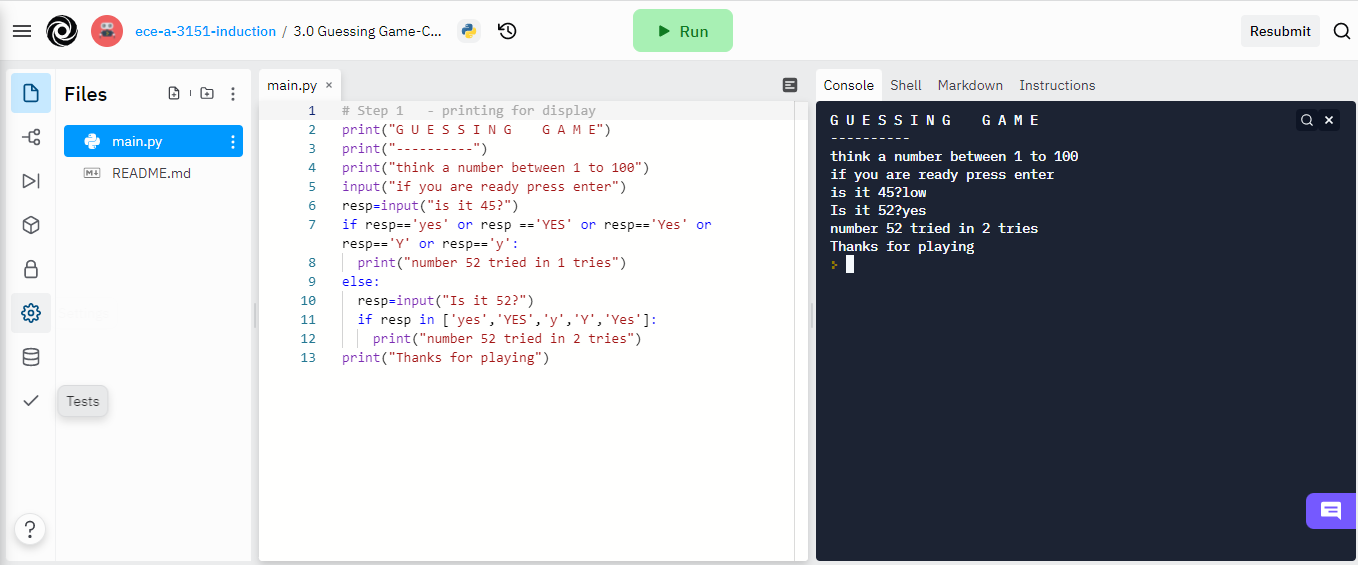 ece-a-3151-induction / 3.0 Guessing Game-C...
Run
Resubmit
Files
main.py
README.md
Tests
?
main.py ×
1 # Step 1   - printing for display
2 print("G U E S S I N G    G A M E")
3 print("----------")
4 print("think a number between 1 to 100")
5 input("if you are ready press enter")
6 resp=input("is it 45?")
7 if resp=='yes' or resp =='YES' or resp=='Yes' or
resp=='Y' or resp=='y':
8   print("number 52 tried in 1 tries")
9 else:
10   resp=input("Is it 52?")
11   if resp in ['yes','YES','y','Y','Yes']:
12     print("number 52 tried in 2 tries")
13 print("Thanks for playing")
Console Shell Markdown Instructions
G U E S S I N G    G A M E
----------
think a number between 1 to 100
if you are ready press enter
is it 45?low
Is it 52?yes
number 52 tried in 2 tries
Thanks for playing